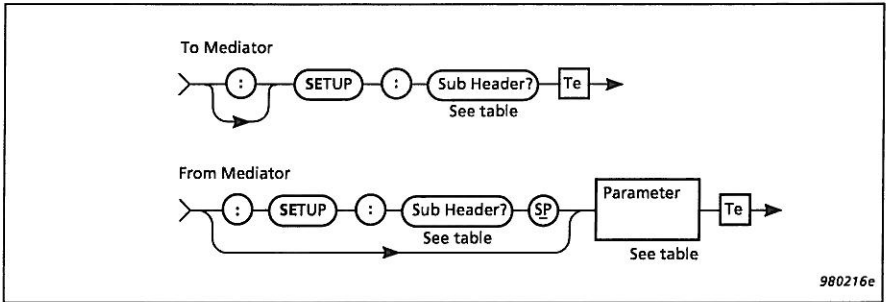 To Mediator
: SETUP : Sub Header? Te
See table
From Mediator
: SETUP : Sub Header? SP Parameter Te
See table
See table
980216e